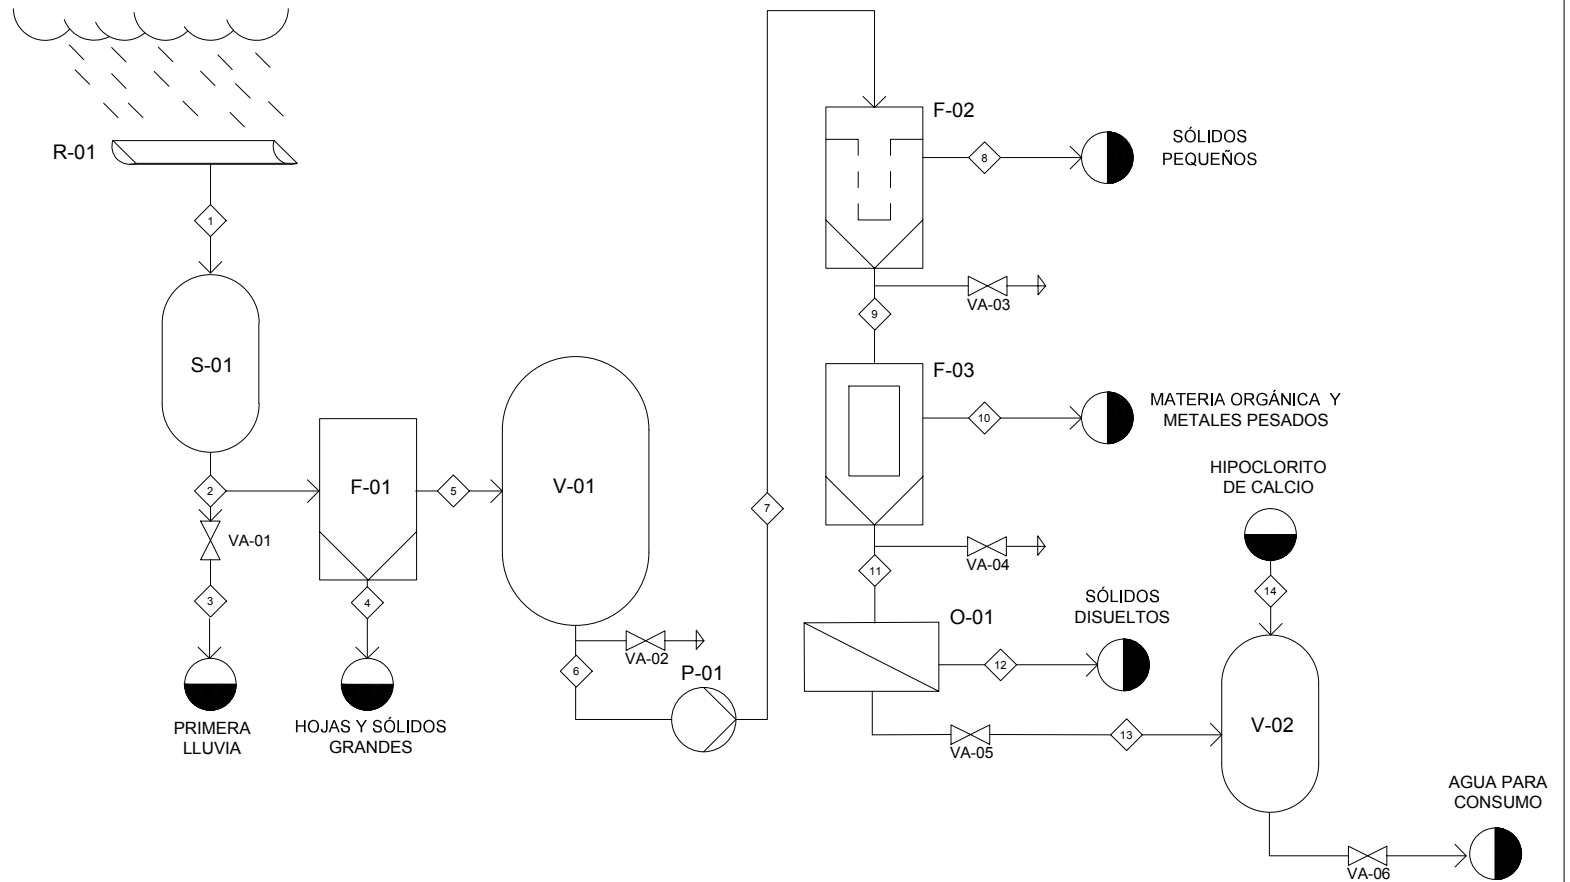 R-01
1
S-01
2
VA-01
3
PRIMERA
LLUVIA
F-01
4
HOJAS Y SÓLIDOS
GRANDES
5
V-01
VA-02
6
P-01
7
F-02
8
SÓLIDOS
PEQUEÑOS
VA-03
9
F-03
10
MATERIA ORGÁNICA Y
METALES PESADOS
VA-04
11
O-01
12
SÓLIDOS
DISUELTOS
VA-05
13
HIPOCLORITO
DE CALCIO
14
V-02
VA-06
AGUA PARA
CONSUMO